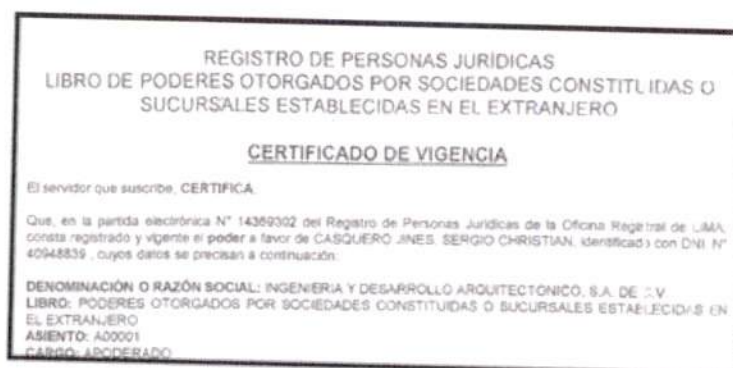 REGISTRO DE PERSONAS JURÍDICAS
LIBRO DE PODERES OTORGADOS POR SOCIEDADES CONSTITUIDAS O
SUCURSALES ESTABLECIDAS EN EL EXTRANJERO
CERTIFICADO DE VIGENCIA
El servidor que suscribe, CERTIFICA:
Que, en la partida electrónica N° 14369302 del Registro de Personas Jurídicas de la Oficina Registral de LIMA,
consta registrado y vigente el poder a favor de CASQUERO JINES, SERGIO CHRISTIAN, identificado con DNI. N°
40948839 , cuyos datos se precisan a continuación:
DENOMINACIÓN O RAZÓN SOCIAL: INGENIERIA Y DESARROLLO ARQUITECTONICO, S.A. DE C.V
LIBRO: PODERES OTORGADOS POR SOCIEDADES CONSTITUIDAS O SUCURSALES ESTABLECIDAS EN
EL EXTRANJERO
ASIENTO: A00001
CARGO: APODERADO